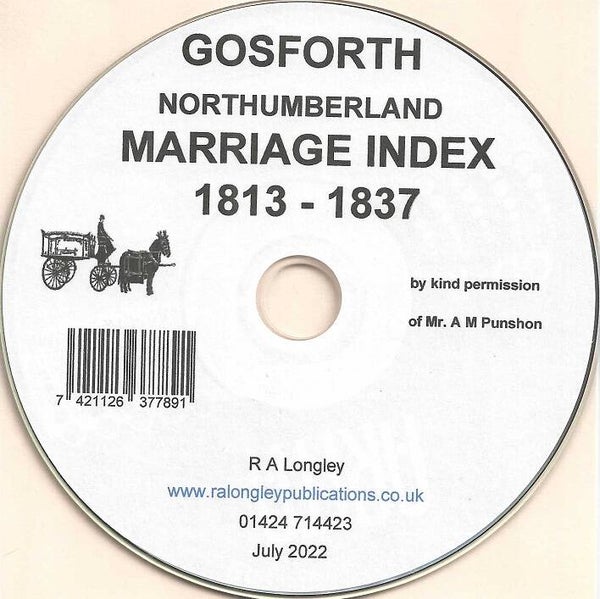 GOSFORTH
NORTHUMBERLAND
MARRIAGE INDEX
1813 - 1837
by kind permission
of Mr. A M Punshon
7 421126 377891
R A Longley
www.ralongleypublications.co.uk
01424 714423
July 2022